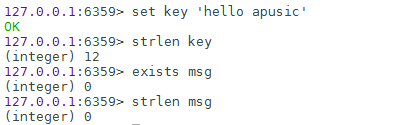 127.0.0.1:6359> set key 'hello apusic'
OK
127.0.0.1:6359> strlen key
(integer) 12
127.0.0.1:6359> exists msg
(integer) 0
127.0.0.1:6359> strlen msg
(integer) 0